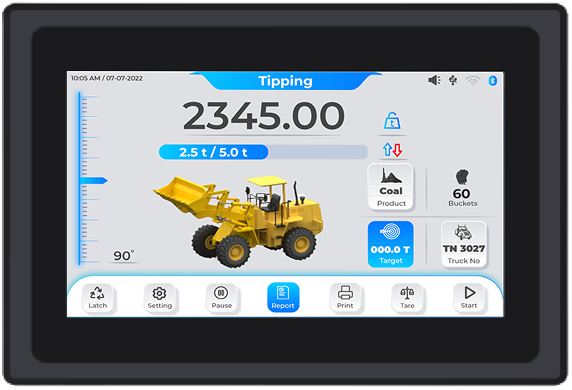 10:05 AM / 07-07-2022
Tipping
2345.00
t
2.5 t / 5.0 t
Coal
Product
60
Buckets
90°
000.0 T
Target
TN 3027
Truck No
Latch
Setting
Pause
Report
Print
Tare
Start